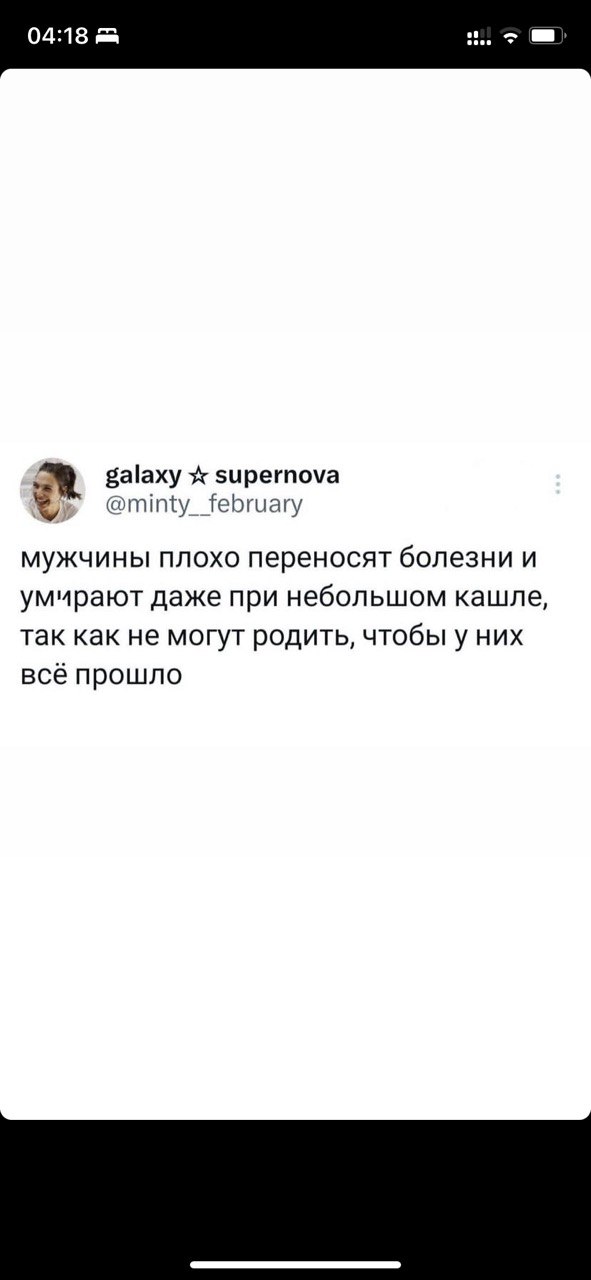 04:18
galaxy ☆ supernova
@minty__february
мужчины плохо переносят болезни и
умирают даже при небольшом кашле,
так как не могут родить, чтобы у них
всё прошло